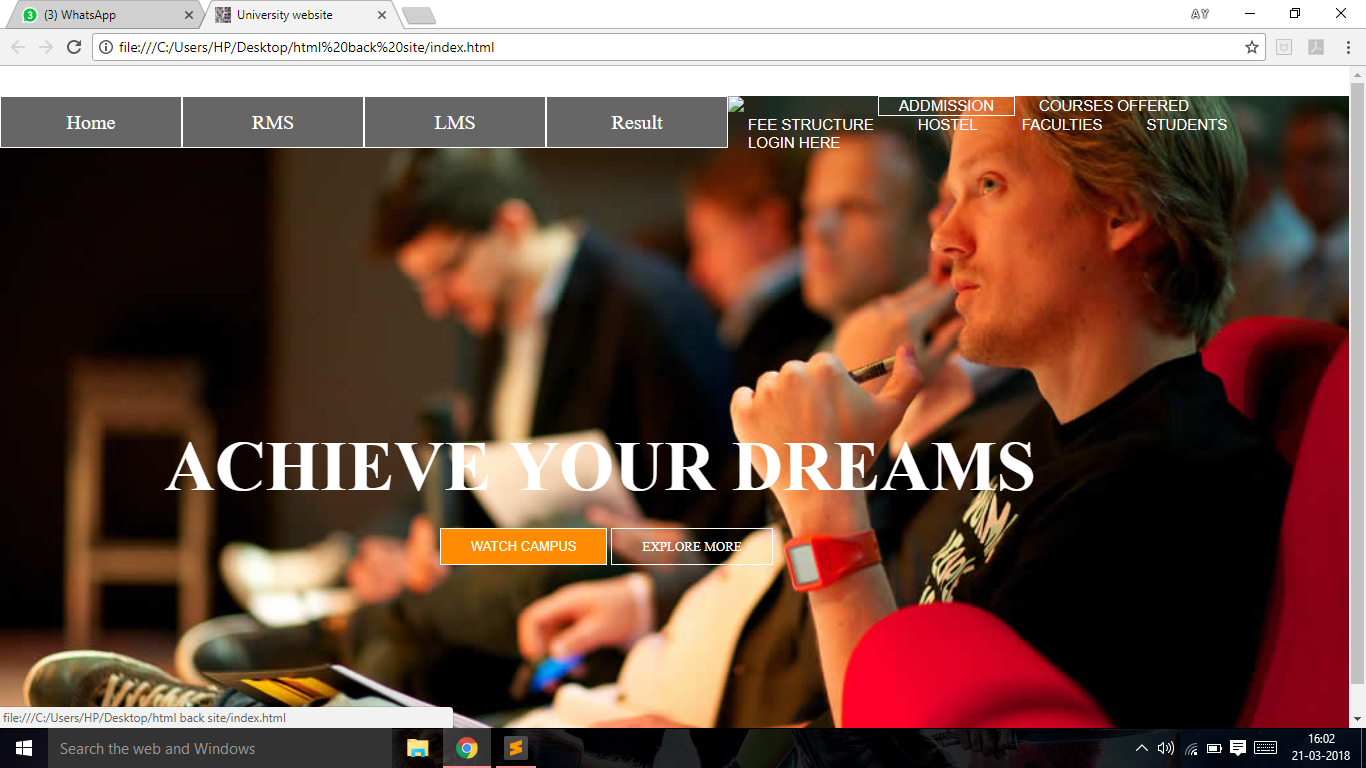 (3) WhatsApp
University website
AY
file:///C:/Users/HP/Desktop/html%20back%20site/index.html
Home RMS LMS Result
ADDMISSION COURSES OFFERED
FEE STRUCTURE HOSTEL FACULTIES STUDENTS
LOGIN HERE
ACHIEVE YOUR DREAMS
WATCH CAMPUS EXPLORE MORE
file:///C:/Users/HP/Desktop/html back site/index.html
Search the web and Windows
16:02
21-03-2018